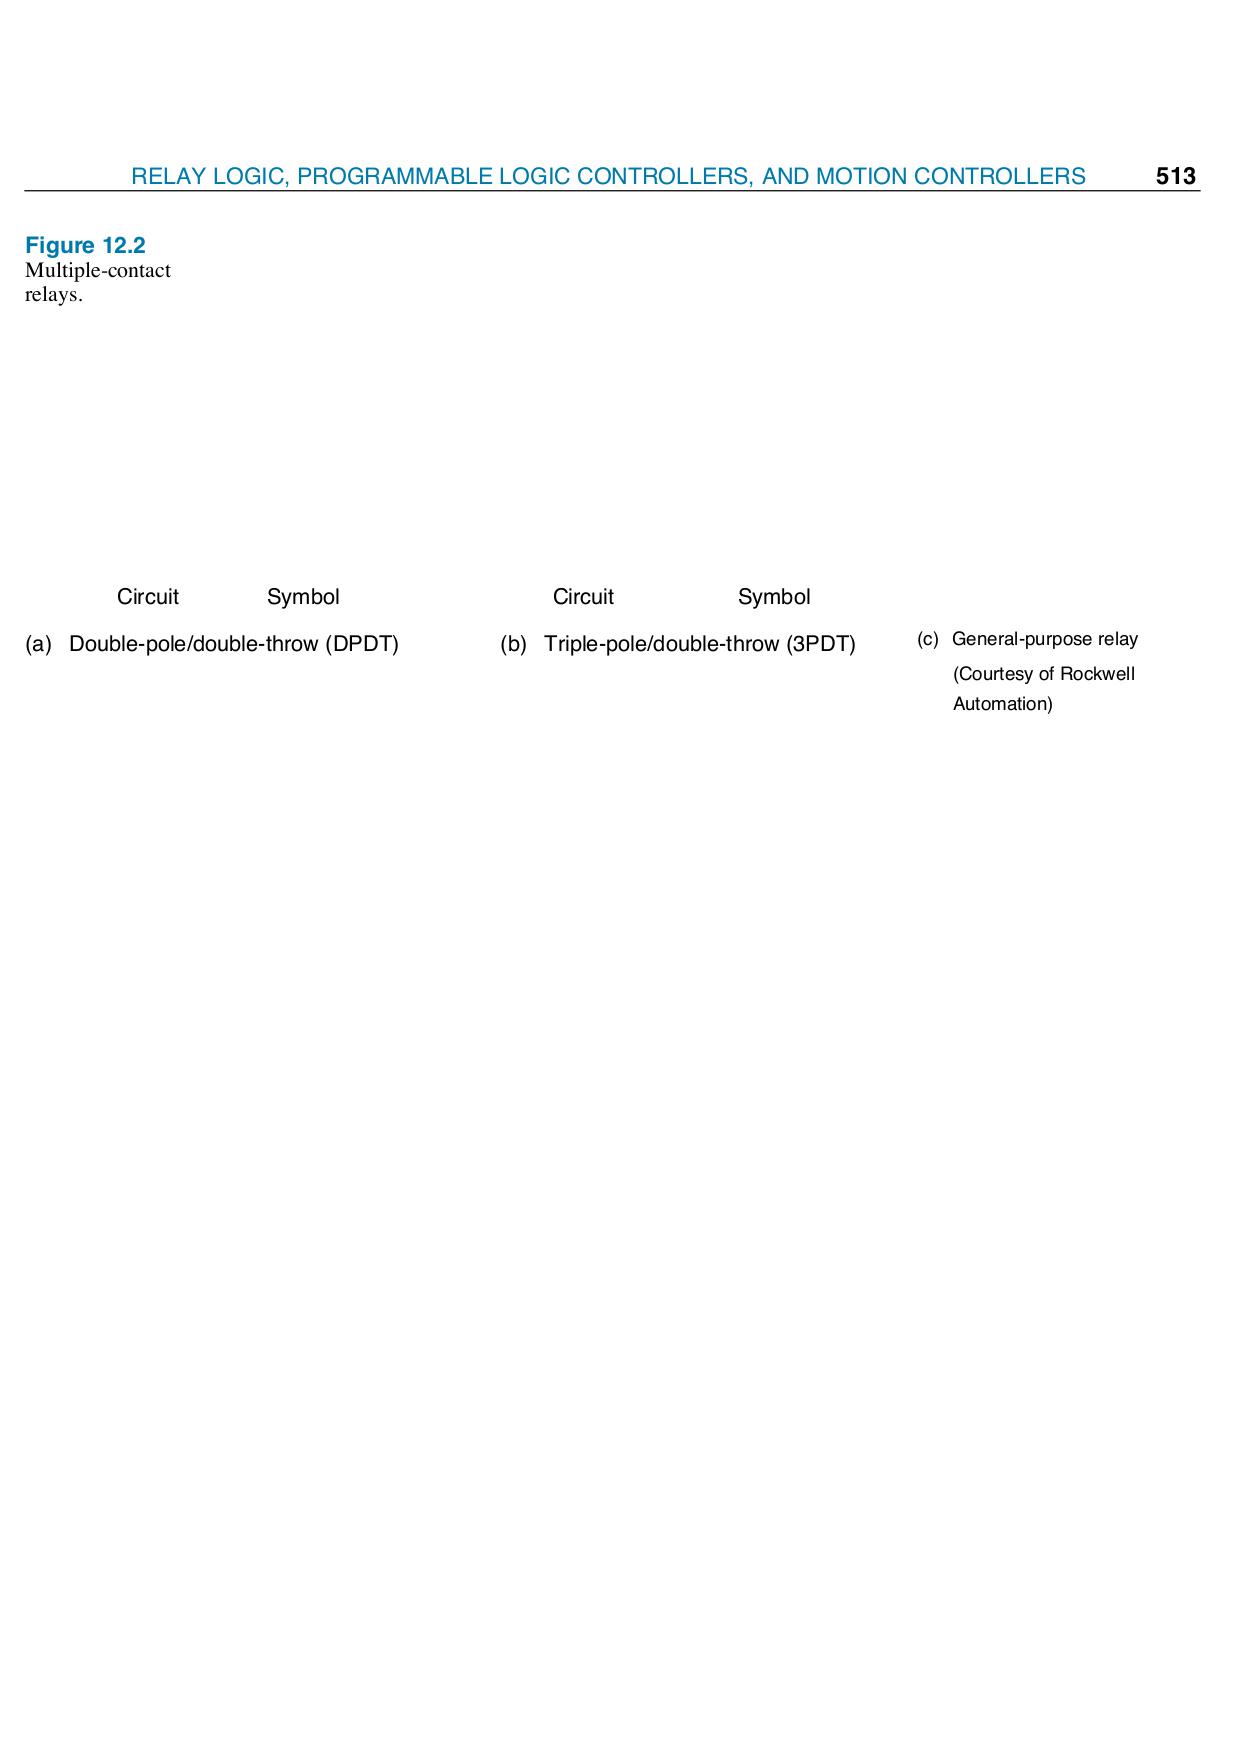 RELAY LOGIC, PROGRAMMABLE LOGIC CONTROLLERS, AND MOTION CONTROLLERS 513
Figure 12.2
Multiple-contact
relays.
Circuit Symbol Circuit Symbol
(a) Double-pole/double-throw (DPDT) (b) Triple-pole/double-throw (3PDT) (c) General-purpose relay
(Courtesy of Rockwell
Automation)